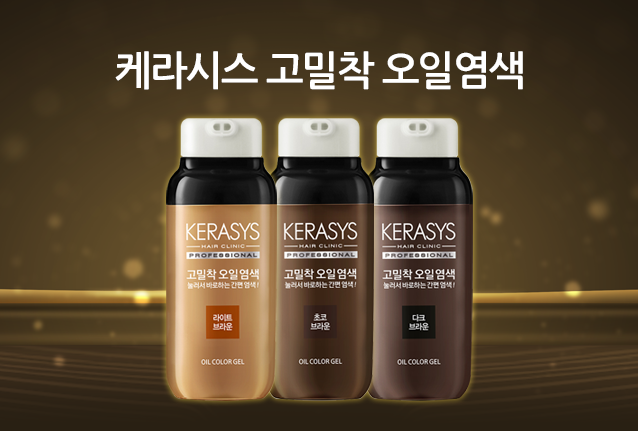 케라시스 고밀착 오일염색
KERASYS
HAIR CLINIC
PROFESSIONAL
고밀착 오일 염색
눌러서 바로하는 간편 염색!
라이트
브라운
OIL COLOR GEL
KERASYS
HAIR CLINIC
PROFESSIONAL
고밀착 오일 염색
눌러서 바로하는 간편 염색!
초코
브라운
OIL COLOR GEL
KERASYS
HAIR CLINIC
PROFESSIONAL
고밀착 오일 염색
눌러서 바로하는 간편 염색!
다크
브라운
OIL COLOR GEL